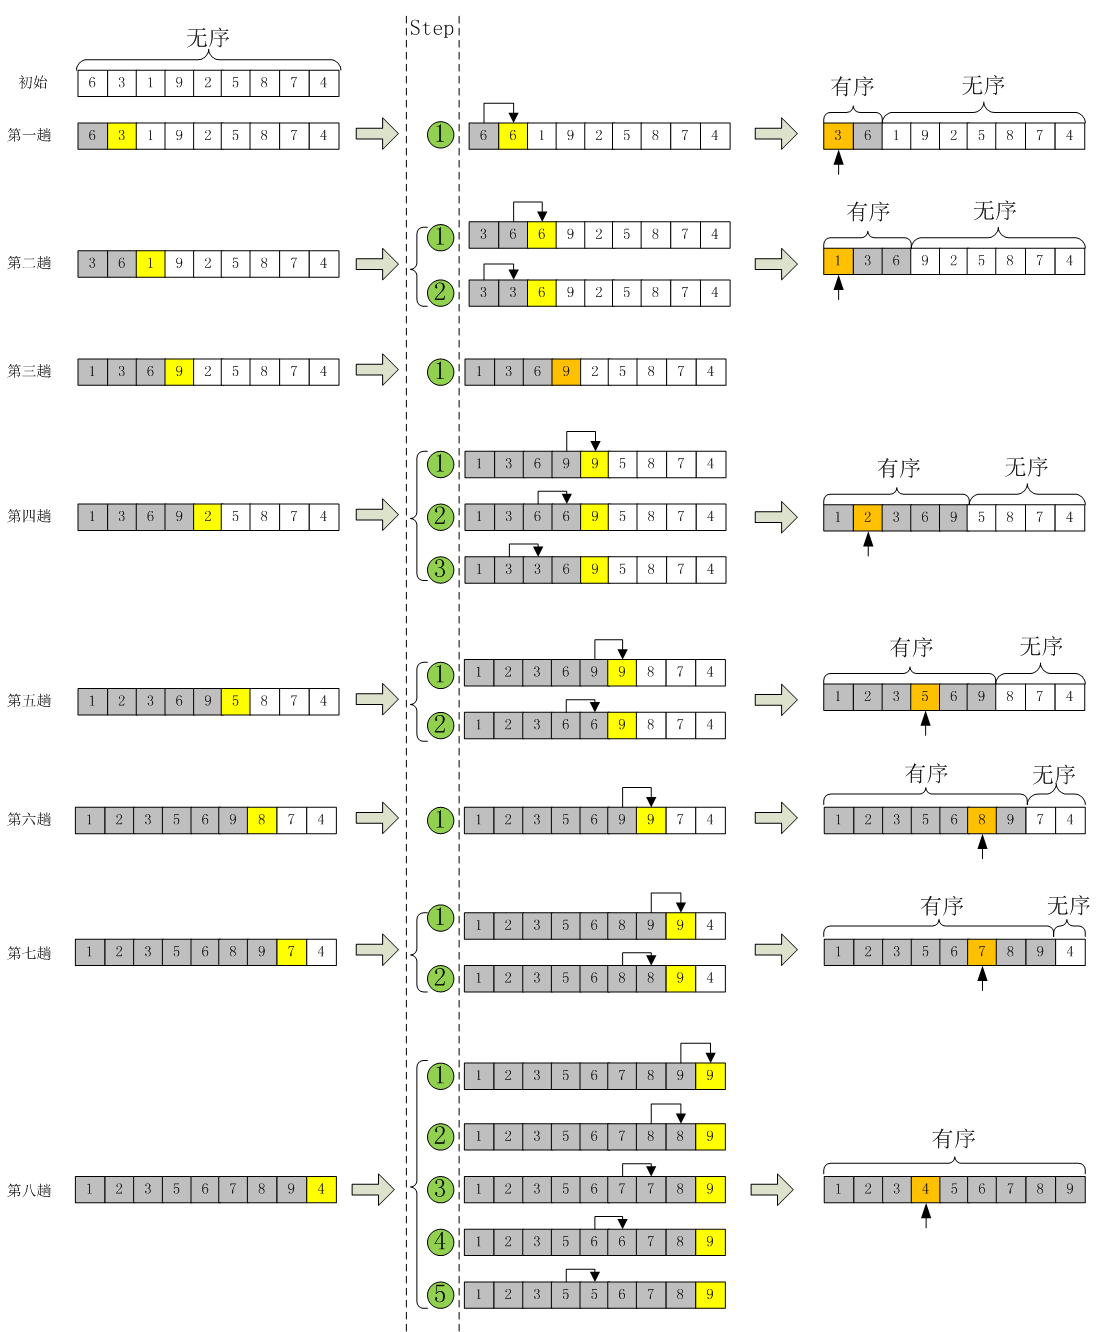 无序 Step
初始 6 3 1 9 2 5 8 7 4 有序 无序
第一趟 6 3 1 9 2 5 8 7 4 1 6 6 1 9 2 5 8 7 4 3 6 1 9 2 5 8 7 4
有序 无序
1 3 6 6 9 2 5 8 7 4
第二趟 3 6 1 9 2 5 8 7 4 1 3 6 9 2 5 8 7 4
2 3 3 6 9 2 5 8 7 4
第三趟 1 3 6 9 2 5 8 7 4 1 1 3 6 9 2 5 8 7 4
1 1 3 6 9 9 5 8 7 4 有序 无序
第四趟 1 3 6 9 2 5 8 7 4 2 1 3 6 6 9 5 8 7 4 1 2 3 6 9 5 8 7 4
3 1 3 3 6 9 5 8 7 4
有序 无序
1 1 2 3 6 9 9 8 7 4
第五趟 1 2 3 6 9 5 8 7 4 1 2 3 5 6 9 8 7 4
2 1 2 3 6 6 9 8 7 4
有序 无序
第六趟 1 2 3 5 6 9 8 7 4 1 1 2 3 5 6 9 9 7 4 1 2 3 5 6 8 9 7 4
有序 无序
1 1 2 3 5 6 8 9 9 4
第七趟 1 2 3 5 6 8 9 7 4 1 2 3 5 6 7 8 9 4
2 1 2 3 5 6 8 8 9 4
1 1 2 3 5 6 7 8 9 9
2 1 2 3 5 6 7 8 8 9 有序
第八趟 1 2 3 5 6 7 8 9 4 3 1 2 3 5 6 7 7 8 9 1 2 3 4 5 6 7 8 9
4 1 2 3 5 6 6 7 8 9
5 1 2 3 5 5 6 7 8 9